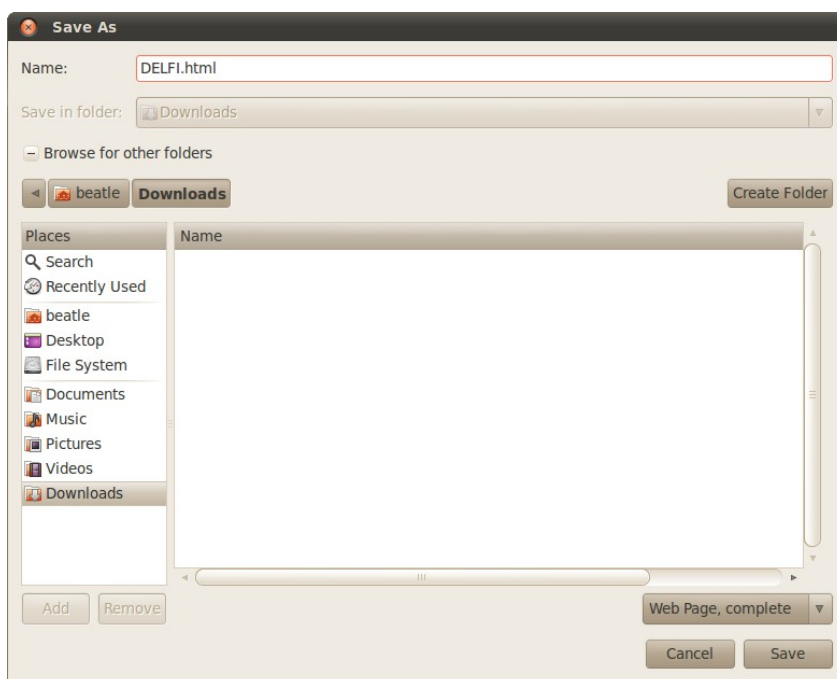 Save As
Name: DELFI.html
Save in folder: Downloads
Browse for other folders
beatle Downloads Create Folder
Places Name
Search
Recently Used
beatle
Desktop
File System
Documents
Music
Pictures
Videos
Downloads
Add Remove Web Page, complete
Cancel Save